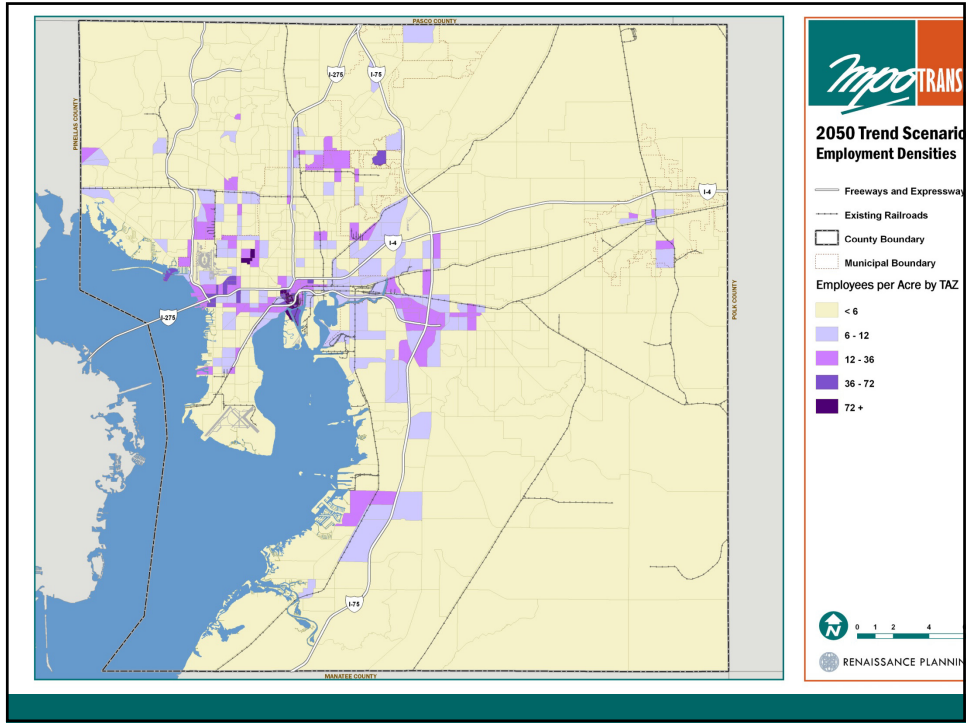 PASCO COUNTY
I-275
I-75
PINELLAS COUNTY
I-4
I-4
I-275
POLK COUNTY
I-75
MANATEE COUNTY
mpo TRANS
2050 Trend Scenario
Employment Densities
Freeways and Expressway
Existing Railroads
County Boundary
Municipal Boundary
Employees per Acre by TAZ
< 6
6 - 12
12 - 36
36 - 72
72 +
N
0 1 2 4
RENAISSANCE PLANNIN